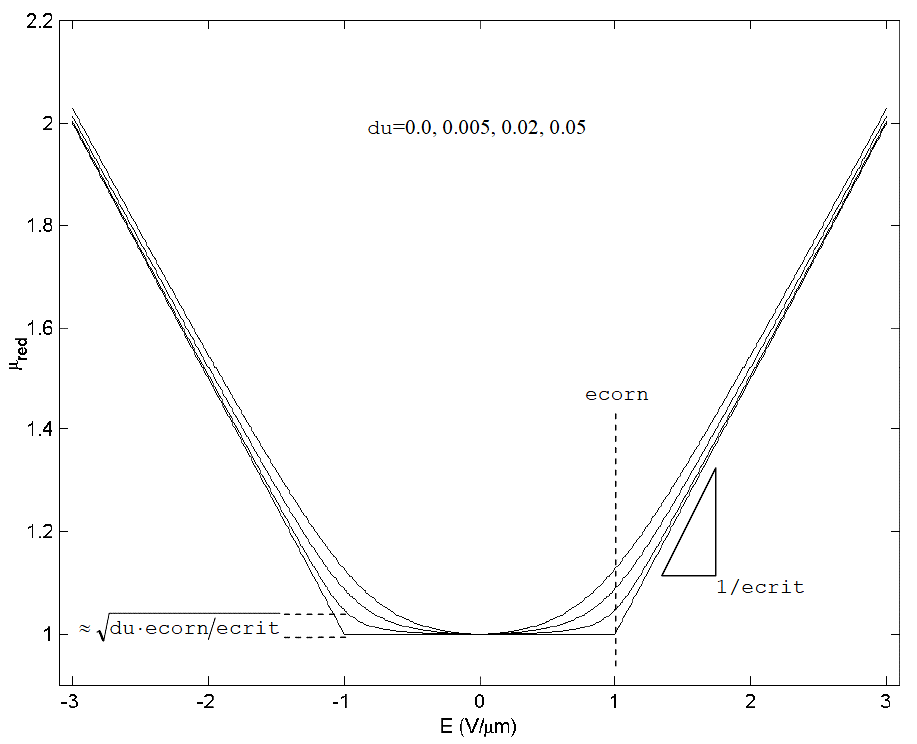 2.2
du=0.0, 0.005, 0.02, 0.05
2
1.8
1.6
μred
ecorn
1.4
1.2
1/ecrit
≈ √du·ecorn/ecrit
1
-3 -2 -1 0 1 2 3
E (V/μm)